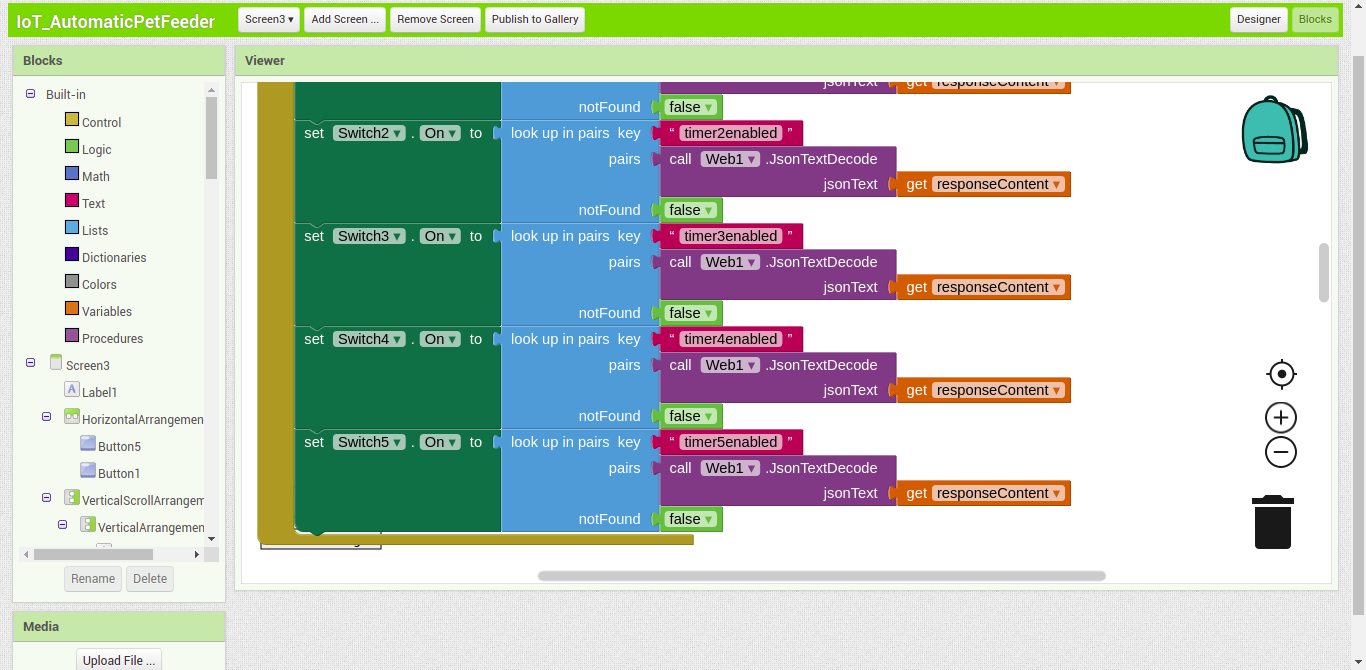 IoT_AutomaticPetFeeder Screen3 ▾ Add Screen ... Remove Screen Publish to Gallery Designer Blocks
Blocks
Built-in
Control
Logic
Math
Text
Lists
Dictionaries
Colors
Variables
Procedures
Screen3
Label1
HorizontalArrangemen
Button5
Button1
VerticalScrollArrangem
VerticalArrangemen
Rename Delete
Media
Upload File ...
Viewer
jsonText get responseContent ▾
notFound false ▾
set Switch2 ▾ . On ▾ to look up in pairs key “ timer2enabled ”
pairs call Web1 ▾ .JsonTextDecode
jsonText get responseContent ▾
notFound false ▾
set Switch3 ▾ . On ▾ to look up in pairs key “ timer3enabled ”
pairs call Web1 ▾ .JsonTextDecode
jsonText get responseContent ▾
notFound false ▾
set Switch4 ▾ . On ▾ to look up in pairs key “ timer4enabled ”
pairs call Web1 ▾ .JsonTextDecode
jsonText get responseContent ▾
notFound false ▾
set Switch5 ▾ . On ▾ to look up in pairs key “ timer5enabled ”
pairs call Web1 ▾ .JsonTextDecode
jsonText get responseContent ▾
notFound false ▾